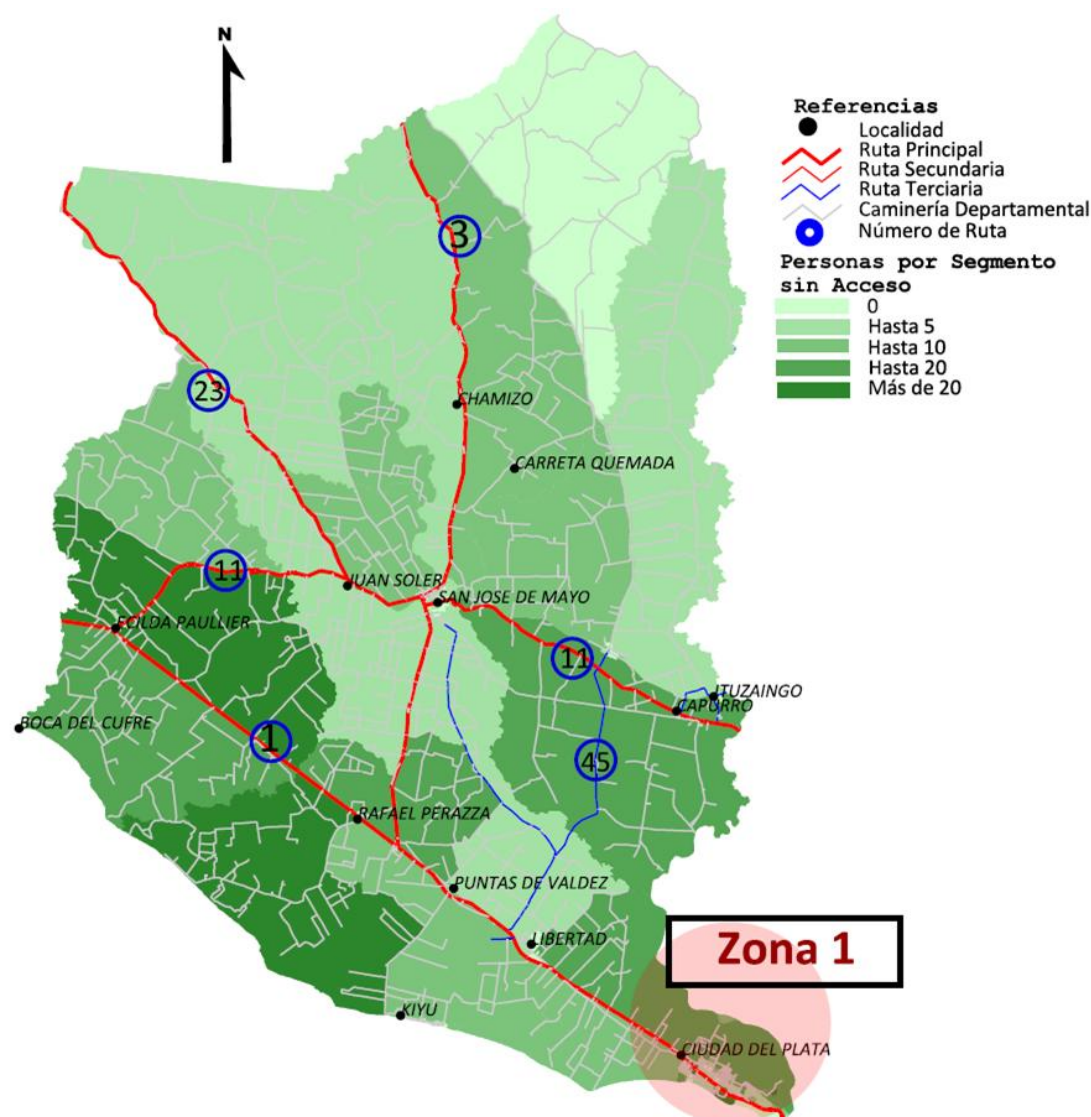 N
Referencias
Localidad
Ruta Principal
Ruta Secundaria
Ruta Terciaria
Caminería Departamental
Número de Ruta
Personas por Segmento
sin Acceso
0
Hasta 5
Hasta 10
Hasta 20
Más de 20
3
23
CHAMIZO
CARRETA QUEMADA
11
JUAN SOLER
SAN JOSE DE MAYO
ECILDA PAULLIER
11
ITUZAINGO
CAPURRO
BOCA DEL CUFRE
1
45
RAFAEL PERAZZA
PUNTAS DE VALDEZ
LIBERTAD
Zona 1
KIYU
CIUDAD DEL PLATA